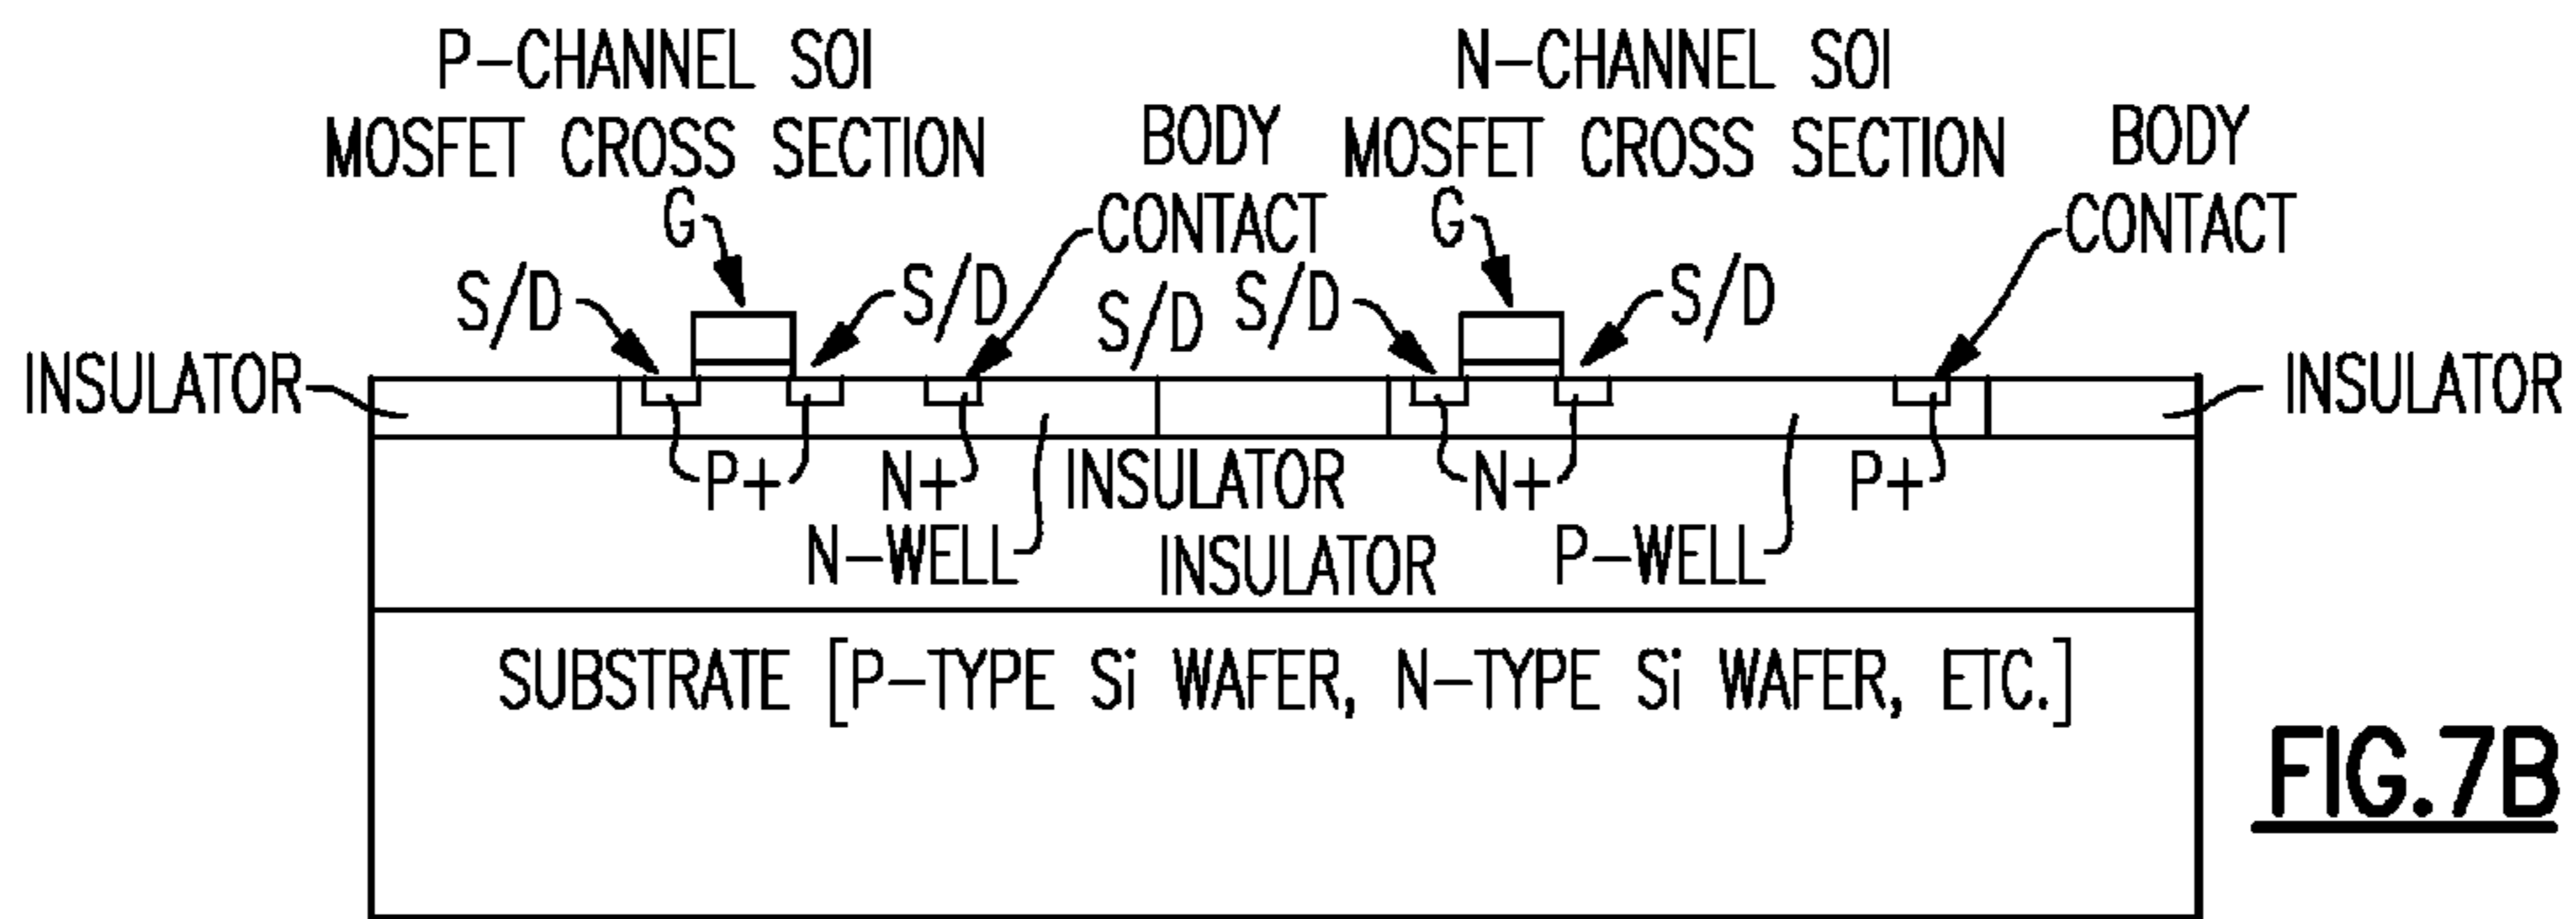 P-CHANNEL SOI
MOSFET CROSS SECTION
N-CHANNEL SOI
MOSFET CROSS SECTION
BODY
CONTACT
BODY
CONTACT
G
G
S/D
S/D
S/D
S/D
S/D
INSULATOR
INSULATOR
P+
N+
INSULATOR
N+
P+
N-WELL
INSULATOR
P-WELL
SUBSTRATE [P-TYPE Si WAFER, N-TYPE Si WAFER, ETC.]
FIG.7B